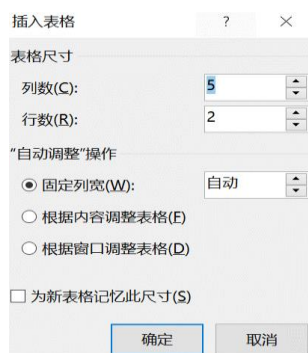 插入表格 ? ×
表格尺寸
列数(C): 5
行数(R): 2
“自动调整”操作
固定列宽(W): 自动
根据内容调整表格(F)
根据窗口调整表格(D)
为新表格记忆此尺寸(S)
确定 取消